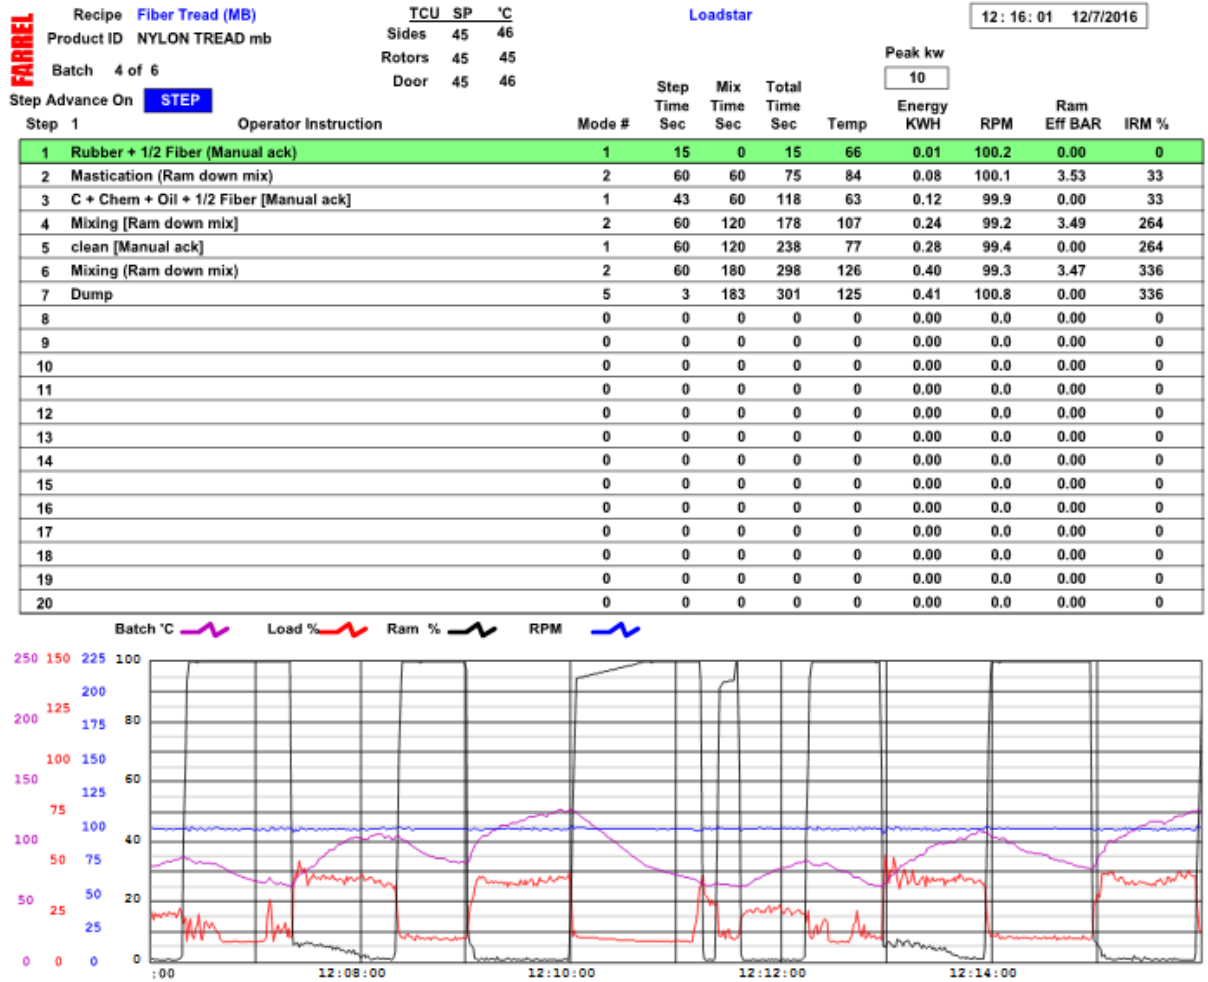 FARREL
Recipe Fiber Tread (MB)
Product ID NYLON TREAD mb
Batch 4 of 6
Step Advance On STEP
TCU SP 'C
Sides 45 46
Rotors 45 45
Door 45 46
Loadstar
12:16:01 12/7/2016
Peak kw
10
Step 1 Operator Instruction Mode # Step Time Sec Mix Time Sec Total Time Sec Temp Energy KWH RPM Ram Eff BAR IRM %
1 Rubber + 1/2 Fiber (Manual ack) 1 15 0 15 66 0.01 100.2 0.00 0
2 Mastication (Ram down mix) 2 60 60 75 84 0.08 100.1 3.53 33
3 C + Chem + Oil + 1/2 Fiber [Manual ack] 1 43 60 118 63 0.12 99.9 0.00 33
4 Mixing [Ram down mix] 2 60 120 178 107 0.24 99.2 3.49 264
5 clean [Manual ack] 1 60 120 238 77 0.28 99.4 0.00 264
6 Mixing (Ram down mix) 2 60 180 298 126 0.40 99.3 3.47 336
7 Dump 5 3 183 301 125 0.41 100.8 0.00 336
8 0 0 0 0 0 0.00 0.0 0.00 0
9 0 0 0 0 0 0.00 0.0 0.00 0
10 0 0 0 0 0 0.00 0.0 0.00 0
11 0 0 0 0 0 0.00 0.0 0.00 0
12 0 0 0 0 0 0.00 0.0 0.00 0
13 0 0 0 0 0 0.00 0.0 0.00 0
14 0 0 0 0 0 0.00 0.0 0.00 0
15 0 0 0 0 0 0.00 0.0 0.00 0
16 0 0 0 0 0 0.00 0.0 0.00 0
17 0 0 0 0 0 0.00 0.0 0.00 0
18 0 0 0 0 0 0.00 0.0 0.00 0
19 0 0 0 0 0 0.00 0.0 0.00 0
20 0 0 0 0 0 0.00 0.0 0.00 0
Batch 'C Load % Ram % RPM
250 150 225 100
200
125
200 175 80
100 150
150 60
125
75
100
100 40
50 75
50 50 20
25
25
0 0 0 0
:00 12:08:00 12:10:00 12:12:00 12:14:00